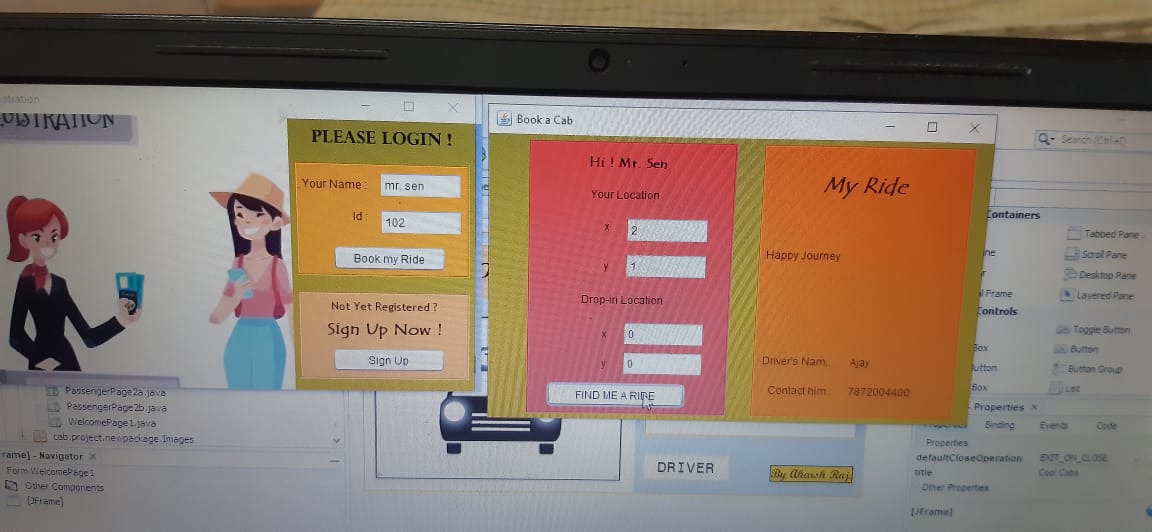 stration
PLEASE LOGIN !
Your Name :
mr. sen
Id :
102
Book my Ride
Not Yet Registered ?
Sign Up Now !
Sign Up
PassengerPage2a.java
PassengerPage2b.java
WelcomePage1.java
cab.project.newpackage.Images
rame] - Navigator
Form WelcomePage1
Other Components
[JFrame]
Book a Cab
Hi ! Mr. Sen
Your Location
x
2
y
1
Drop-in Location
x
0
y
0
FIND ME A RIDE
My Ride
Happy Journey
Driver's Nam..
Ajay
Contact him
7872004400
DRIVER
By Akarsh Raj
Search (Ctrl+I)
Containers
Tabbed Pane
Scroll Pane
Desktop Pane
l Frame
Layered Pane
Controls
Toggle Button
Box
Button
utton
Button Group
Box
List
- Properties
Binding
Events
Code
Properties
defaultCloseOperation
EXIT_ON_CLOSE
title
Cool Cabs
Other Properties
[JFrame]